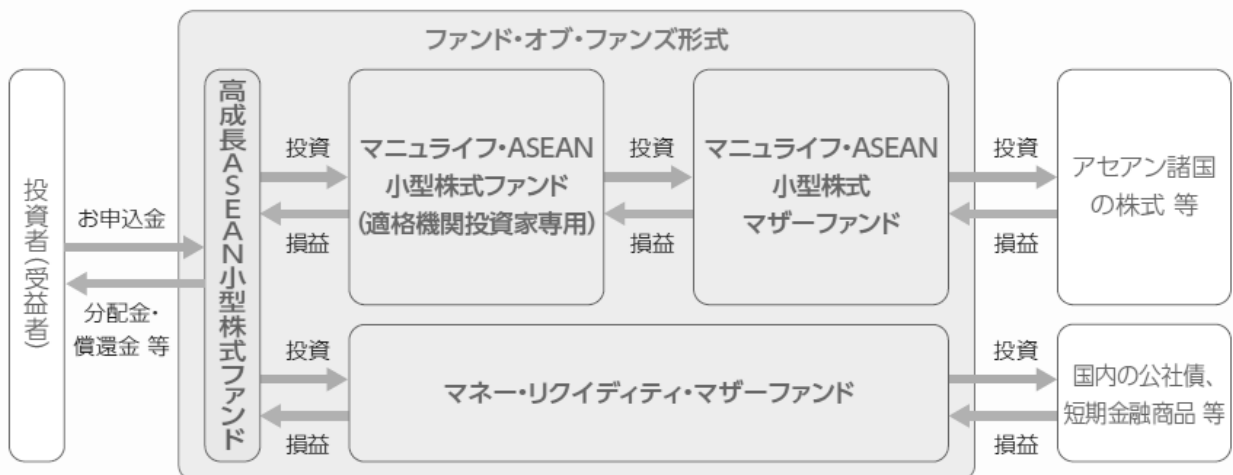 ファンド・オブ・ファンズ形式
投資者(受益者)
お申込金
分配金・
償還金 等
高成長ASEAN小型株式ファンド
投資
損益
マニュライフ・ASEAN
小型株式ファンド
(適格機関投資家専用)
投資
損益
マニュライフ・ASEAN
小型株式
マザーファンド
投資
損益
アセアン諸国
の株式 等
投資
損益
マネー・リクイディティ・マザーファンド
投資
損益
国内の公社債、
短期金融商品 等